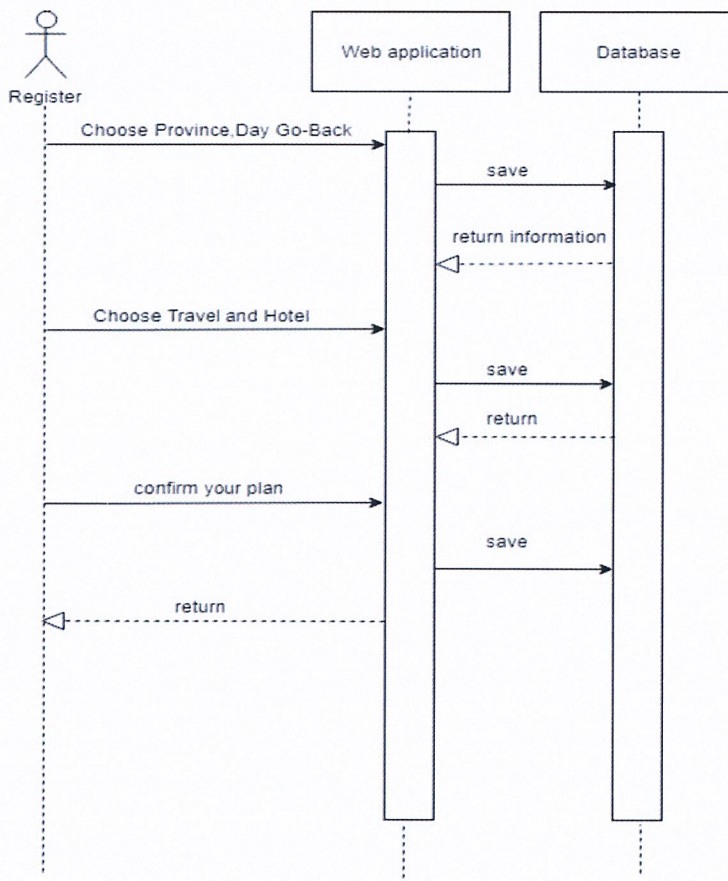 Web application
Database
Register
Choose Province,Day Go-Back
save
return information
Choose Travel and Hotel
save
return
confirm your plan
save
return